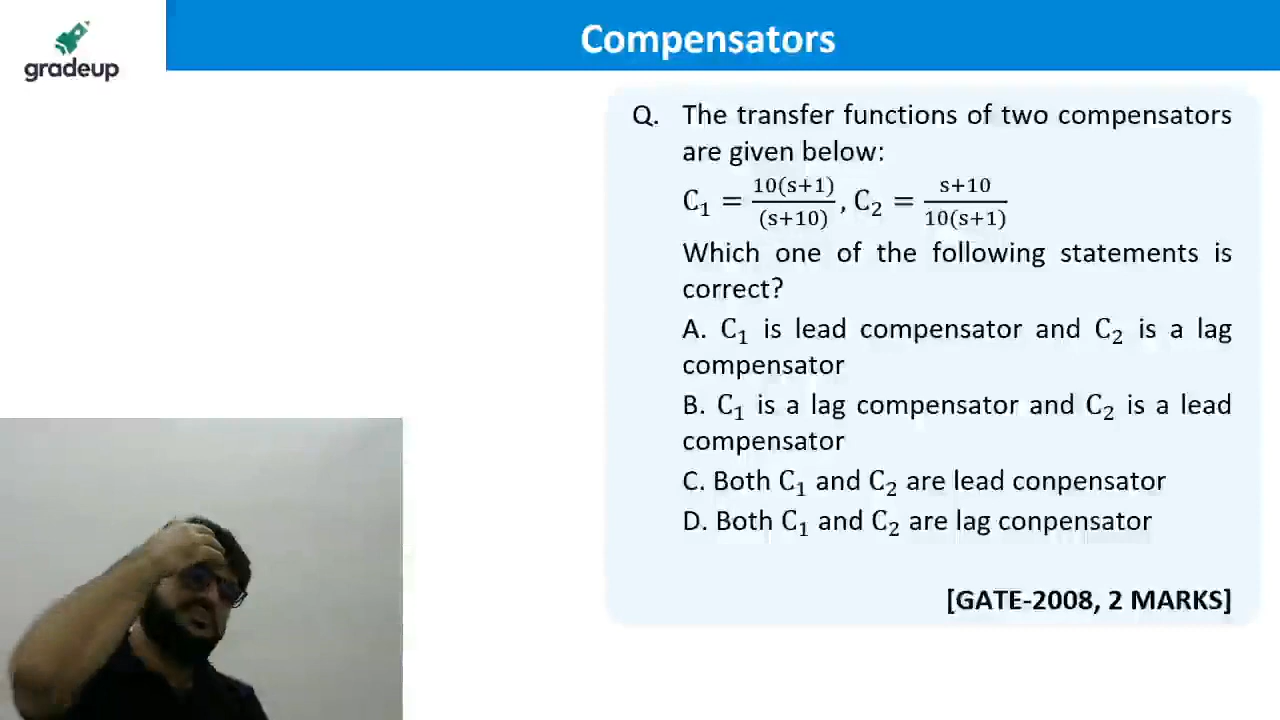 gradeup
Compensators
Q. The transfer functions of two compensators
are given below:
C₁ = 10(s+1)/(s+10), C₂ = s+10/10(s+1)
Which one of the following statements is
correct?
A. C₁ is lead compensator and C₂ is a lag
compensator
B. C₁ is a lag compensator and C₂ is a lead
compensator
C. Both C₁ and C₂ are lead conpensator
D. Both C₁ and C₂ are lag conpensator
[GATE-2008, 2 MARKS]